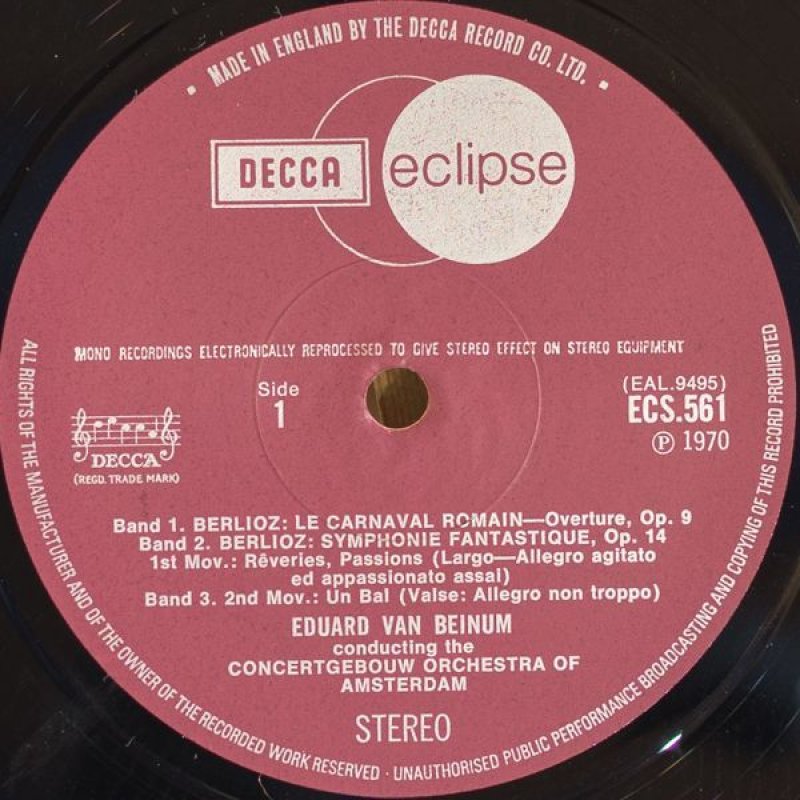 • MADE IN ENGLAND BY THE DECCA RECORD CO. LTD. •
DECCA eclipse
MONO RECORDINGS ELECTRONICALLY REPROCESSED TO GIVE STEREO EFFECT ON STEREO EQUIPMENT
Side
1
(EAL.9495)
ECS.561
Ⓟ 1970
DECCA
(REGD. TRADE MARK)
Band 1. BERLIOZ: LE CARNAVAL ROMAIN—Overture, Op. 9
Band 2. BERLIOZ: SYMPHONIE FANTASTIQUE, Op. 14
1st Mov.: Rêveries, Passions (Largo—Allegro agitato
ed appassionato assai)
Band 3. 2nd Mov.: Un Bal (Valse: Allegro non troppo)
EDUARD VAN BEINUM
conducting the
CONCERTGEBOUW ORCHESTRA OF
AMSTERDAM
STEREO
ALL RIGHTS OF THE MANUFACTURER AND OF THE OWNER OF THE RECORDED WORK RESERVED · UNAUTHORISED PUBLIC PERFORMANCE BROADCASTING AND COPYING OF THIS RECORD PROHIBITED